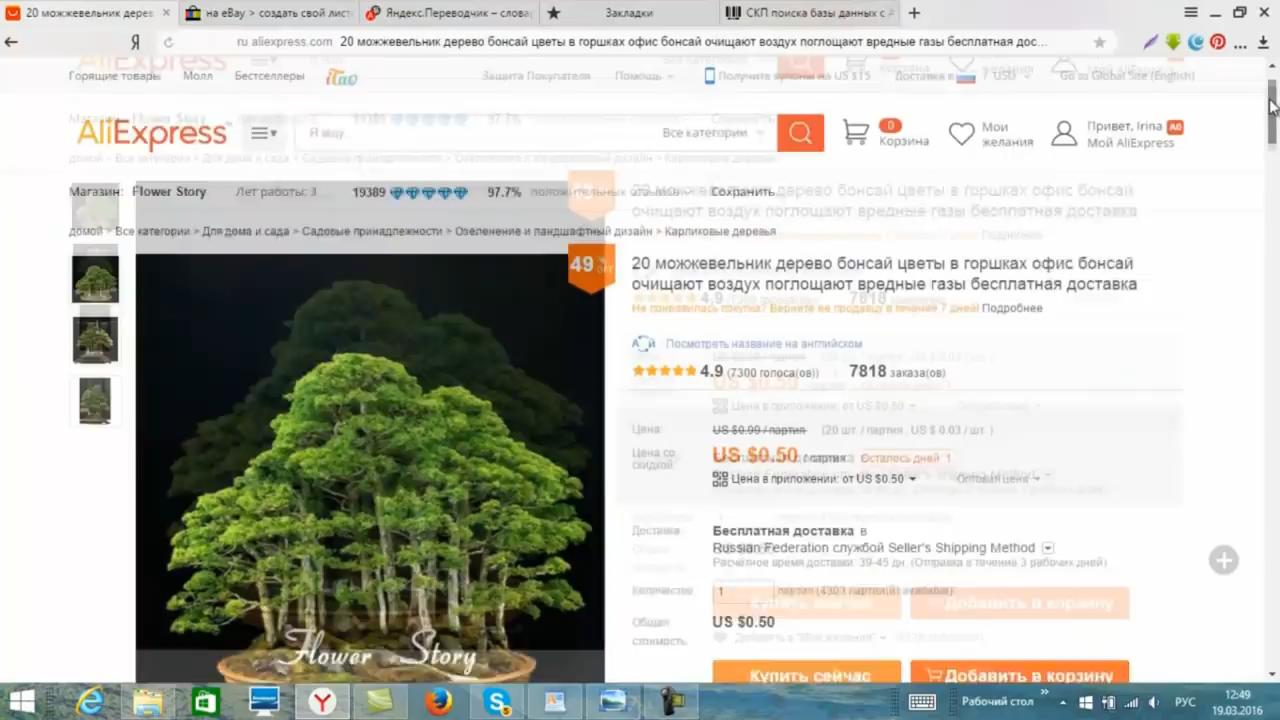 20 можжевельник дерев
на eBay > создать свой лист
Яндекс.Переводчик – слова
Закладки
СКП поиска базы данных с
ru.aliexpress.com 20 можжевельник дерево бонсай цветы в горшках офис бонсай очищают воздух поглощают вредные газы бесплатная дос...
Горящие товары Молл Бестселлеры iTao Защита Покупателя Помощь Получите купоны на US $15 Доставка в / USD Go to Global Site (English)
AliExpress
Я ищу... Все категории
0 Корзина
Мои желания
Привет, Irina A0
Мой AliExpress
Магазин: Flower Story Лет работы: 3 19389 97.7% положительных отзывов Сохранить
домой > Все категории > Для дома и сада > Садовые принадлежности > Озеленение и ландшафтный дизайн > Карликовые деревья
49
20 можжевельник дерево бонсай цветы в горшках офис бонсай
очищают воздух поглощают вредные газы бесплатная доставка
Не понравилась покупка? Верните ее продавцу в течение 7 дней! Подробнее
Посмотреть название на английском
4.9 (7300 голоса(ов)) 7818 заказа(ов)
Цена: US $0.99 / партия (20 шт. / партия , US $ 0.03 / шт. )
Цена со скидкой: US $0.50 / партия Осталось дней 1
Цена в приложении: от US $0.50 Оптовая цена
Доставка: Бесплатная доставка в
Russian Federation службой Seller's Shipping Method
Расчётное время доставки: 39-45 дн. (Отправка в течение 3 рабочих дней)
Количество: 1
Общая стоимость: US $0.50
Купить сейчас Добавить в корзину
Купить сейчас Добавить в корзину
Flower Story
Рабочий стол РУС 12:49
19.03.2016